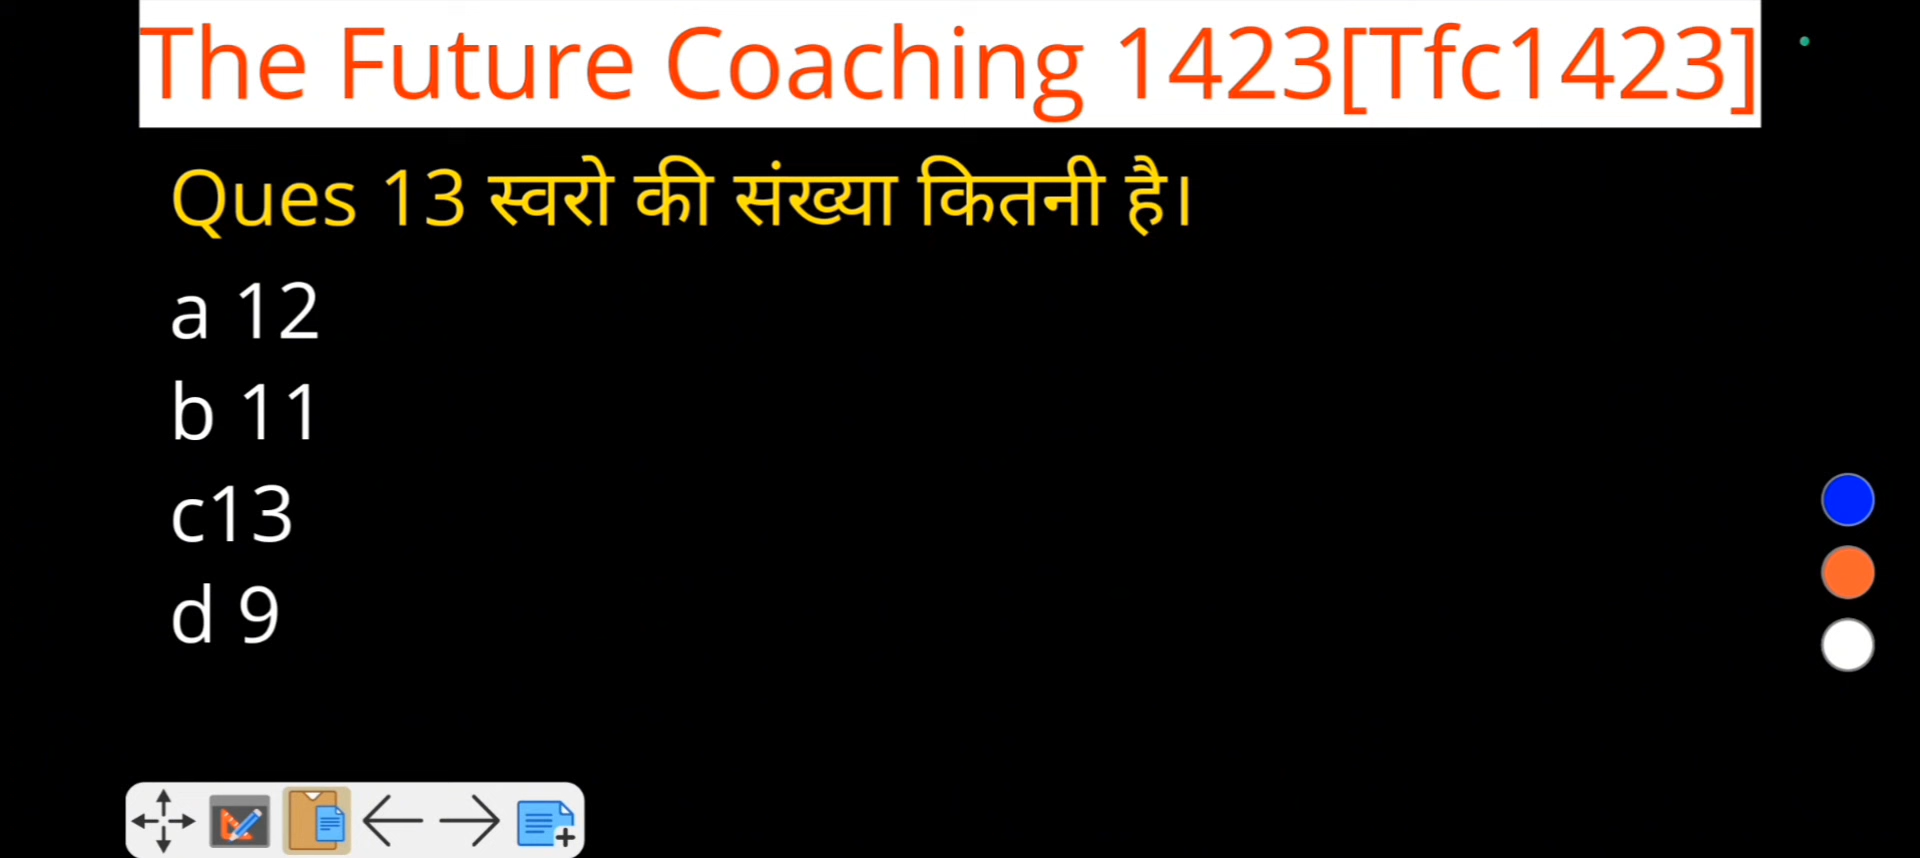 The Future Coaching 1423[Tfc1423]
Ques 13 स्वरो की संख्या कितनी है।
a 12
b 11
c13
d 9